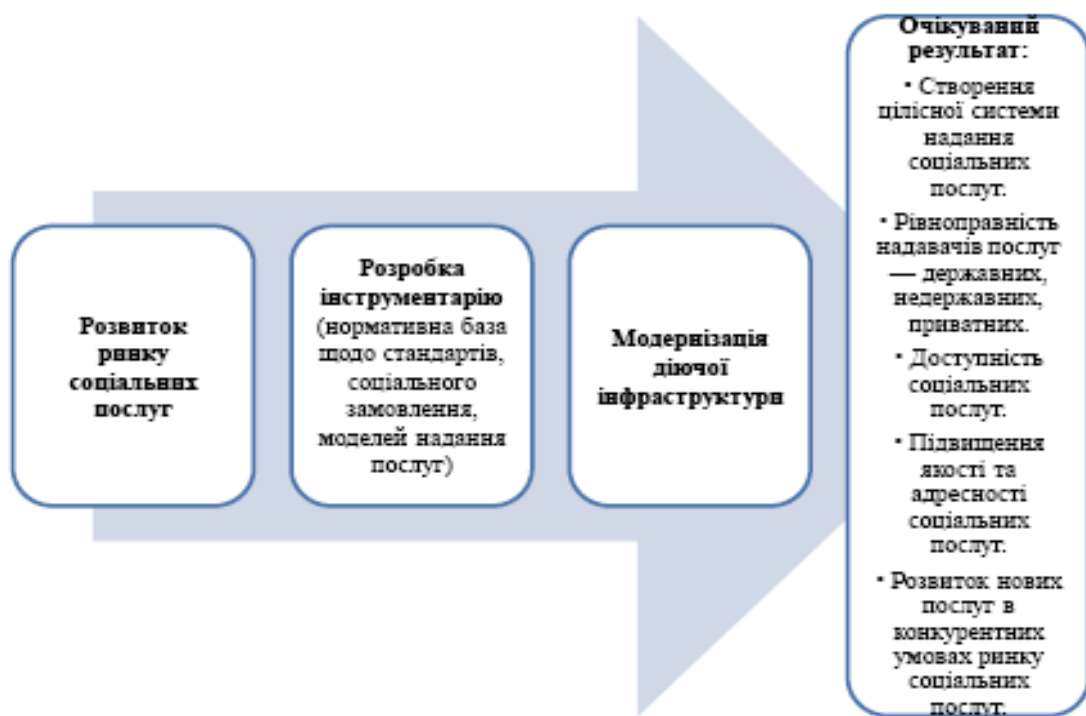 Розвиток
ринку
соціальних
послуг
Розробка
інструментарію
(нормативна база
щодо стандартів,
соціального
замовлення,
моделей надання
послуг)
Модернізація
діючої
інфраструктури
Очікуваний
результат:
• Створення
цілісної системи
надання
соціальних
послуг.
• Рівноправність
надавачів послуг
— державних,
недержавних,
приватних.
• Доступність
соціальних
послуг.
• Підвищення
якості та
адресності
соціальних
послуг.
• Розвиток нових
послуг в
конкурентних
умовах ринку
соціальних
послуг.